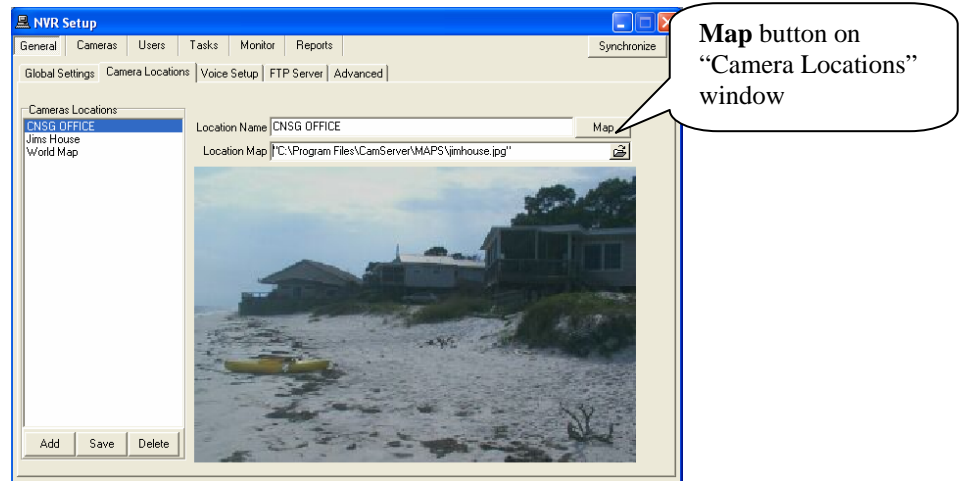 NVR Setup
General Cameras Users Tasks Monitor Reports Synchronize
Global Settings Camera Locations Voice Setup FTP Server Advanced
Map button on
“Camera Locations”
window
Cameras Locations
CNSG OFFICE
Jims House
World Map
Location Name CNSG OFFICE Map
Location Map "C:\Program Files\CamServer\MAPS\jimhouse.jpg"
Add Save Delete